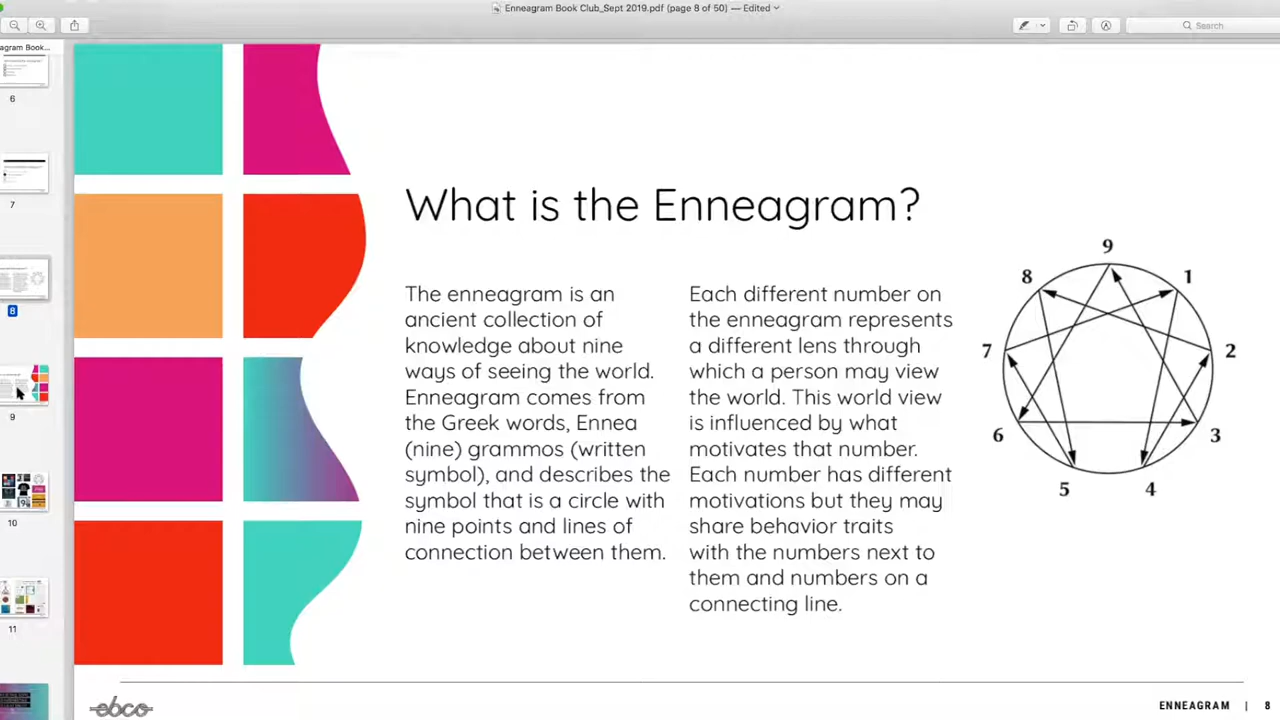 Enneagram Book Club_Sept 2019.pdf (page 8 of 50) — Edited
Search
agram Book...
6
7
8
9
10
11
What is the Enneagram?
The enneagram is an
ancient collection of
knowledge about nine
ways of seeing the world.
Enneagram comes from
the Greek words, Ennea
(nine) grammos (written
symbol), and describes the
symbol that is a circle with
nine points and lines of
connection between them.
Each different number on
the enneagram represents
a different lens through
which a person may view
the world. This world view
is influenced by what
motivates that number.
Each number has different
motivations but they may
share behavior traits
with the numbers next to
them and numbers on a
connecting line.
9
8
1
7
2
6
3
5
4
ebco
ENNEAGRAM | 8